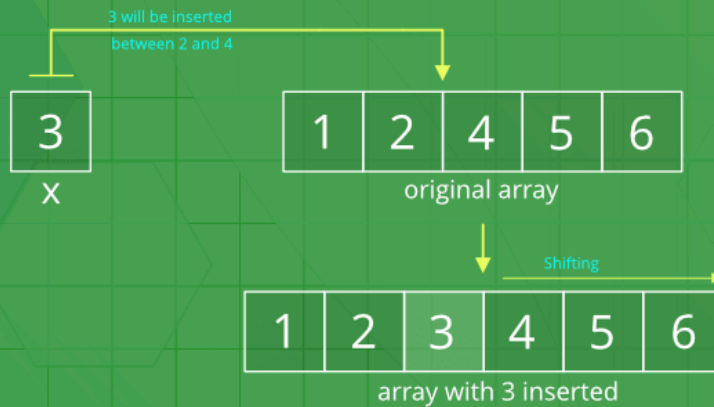 3 will be inserted
between 2 and 4
3
x
1 2 4 5 6
original array
Shifting
1 2 3 4 5 6
array with 3 inserted